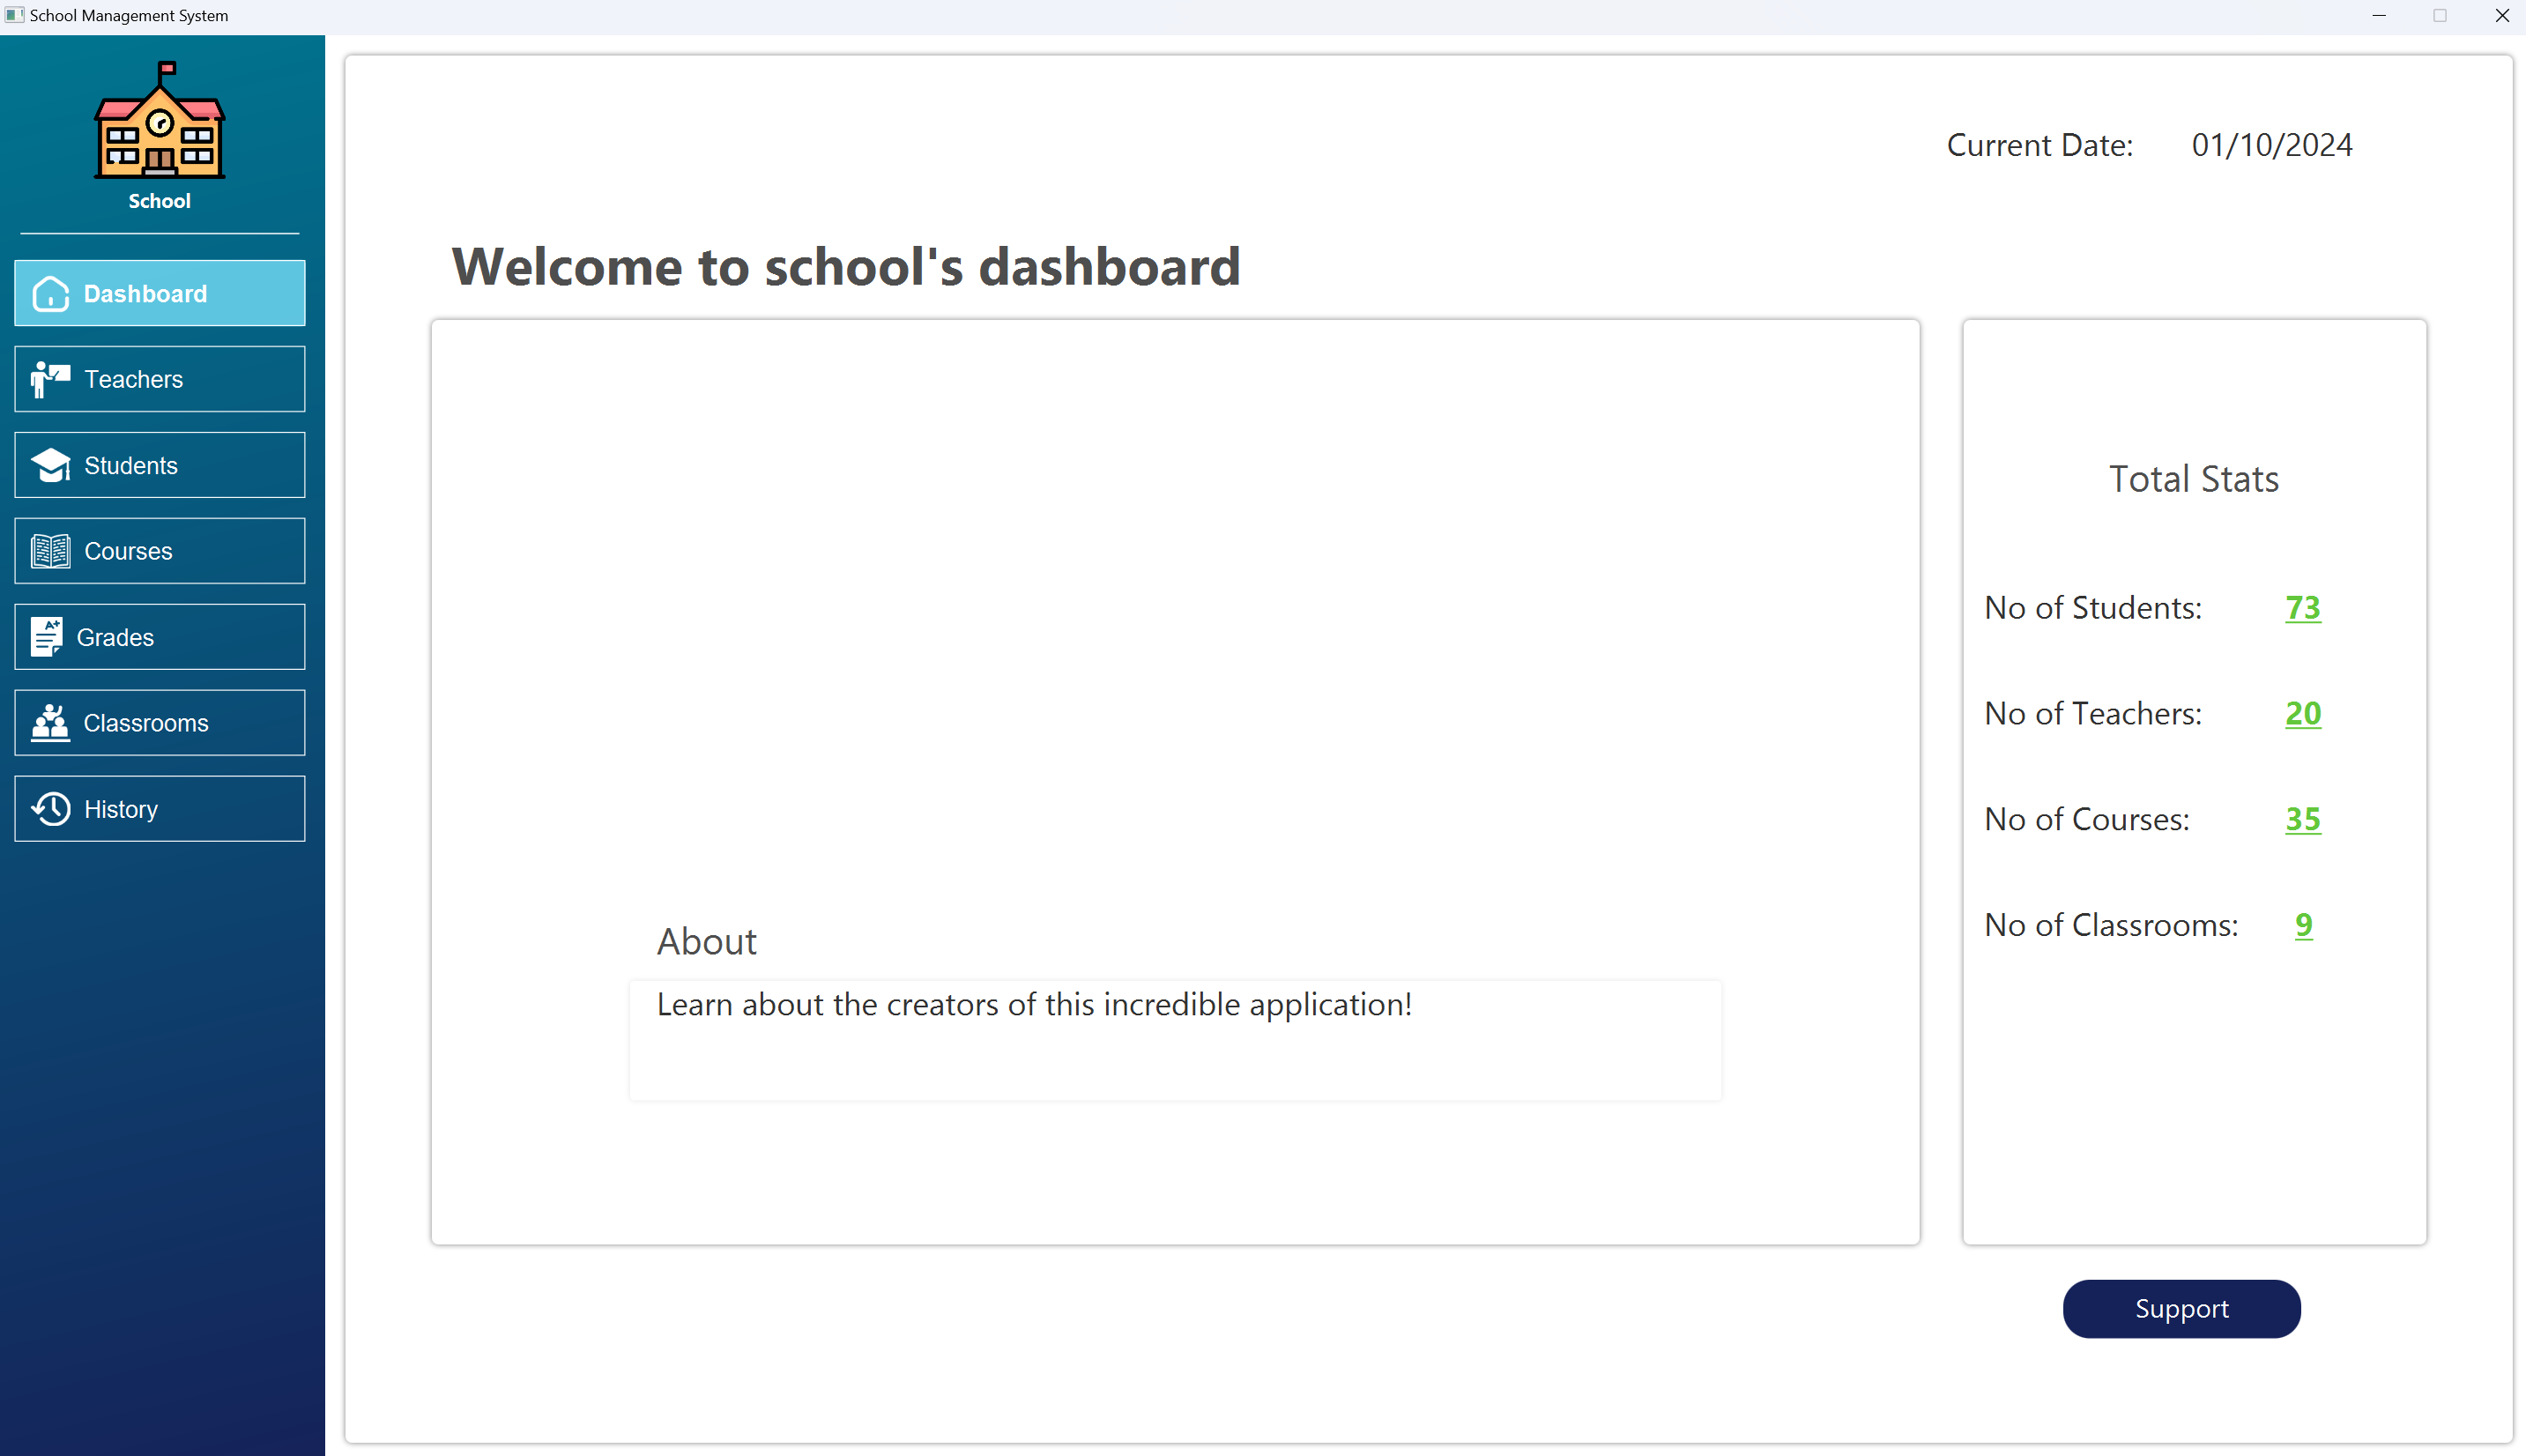 School Management System
School
Dashboard
Teachers
Students
Courses
A+
Grades
Classrooms
History
Current Date: 01/10/2024
Welcome to school's dashboard
About
Learn about the creators of this incredible application!
Total Stats
No of Students: 73
No of Teachers: 20
No of Courses: 35
No of Classrooms: 9
Support